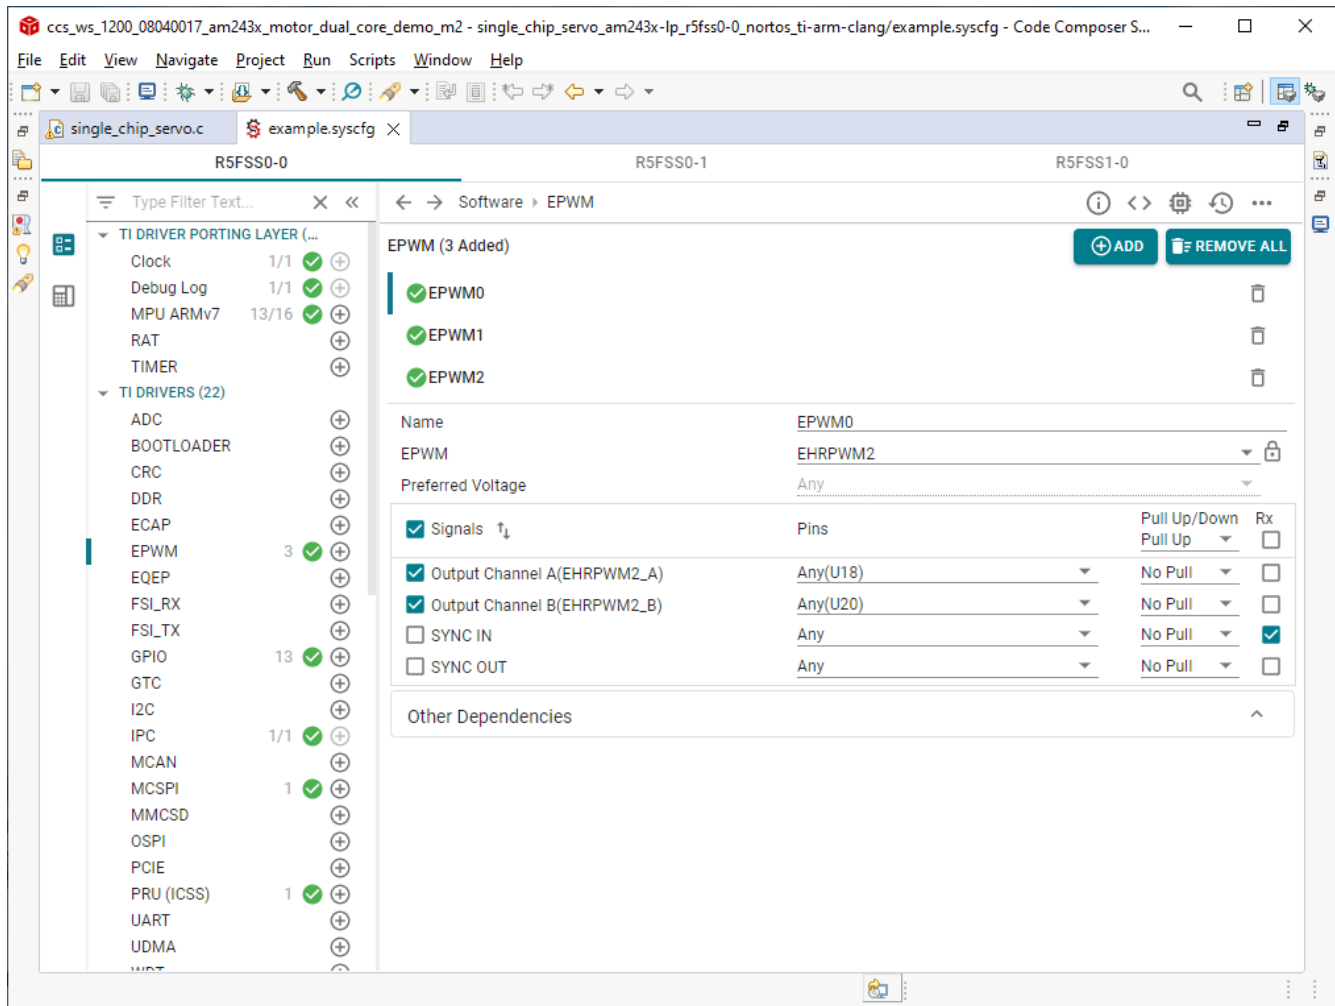 ccs_ws_1200_08040017_am243x_motor_dual_core_demo_m2 - single_chip_servo_am243x-lp_r5fss0-0_nortos_ti-arm-clang/example.syscfg - Code Composer S...
File Edit View Navigate Project Run Scripts Window Help
single_chip_servo.c example.syscfg
R5FSS0-0 R5FSS0-1 R5FSS1-0
Type Filter Text...
Software EPWM
TI DRIVER PORTING LAYER (...
Clock 1/1
Debug Log 1/1
MPU ARMv7 13/16
RAT
TIMER
TI DRIVERS (22)
ADC
BOOTLOADER
CRC
DDR
ECAP
EPWM 3
EQEP
FSI_RX
FSI_TX
GPIO 13
GTC
I2C
IPC 1/1
MCAN
MCSPI 1
MMCSD
OSPI
PCIE
PRU (ICSS) 1
UART
UDMA
WDT
EPWM (3 Added) ADD REMOVE ALL
EPWM0
EPWM1
EPWM2
Name EPWM0
EPWM EHRPWM2
Preferred Voltage Any
Signals Pins Pull Up/Down Rx
Pull Up
Output Channel A(EHRPWM2_A) Any(U18) No Pull
Output Channel B(EHRPWM2_B) Any(U20) No Pull
SYNC IN Any No Pull
SYNC OUT Any No Pull
Other Dependencies